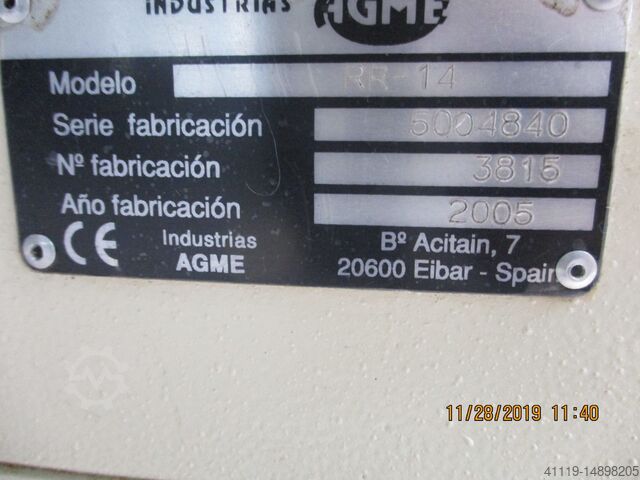 INDUSTRIAS AGME
Modelo RR-14
Serie fabricación 5004840
Nº fabricación 3815
Año fabricación 2005
CE Industrias AGME
Bº Acitain, 7
20600 Eibar - Spain
11/28/2019 11:40
41119-14898205